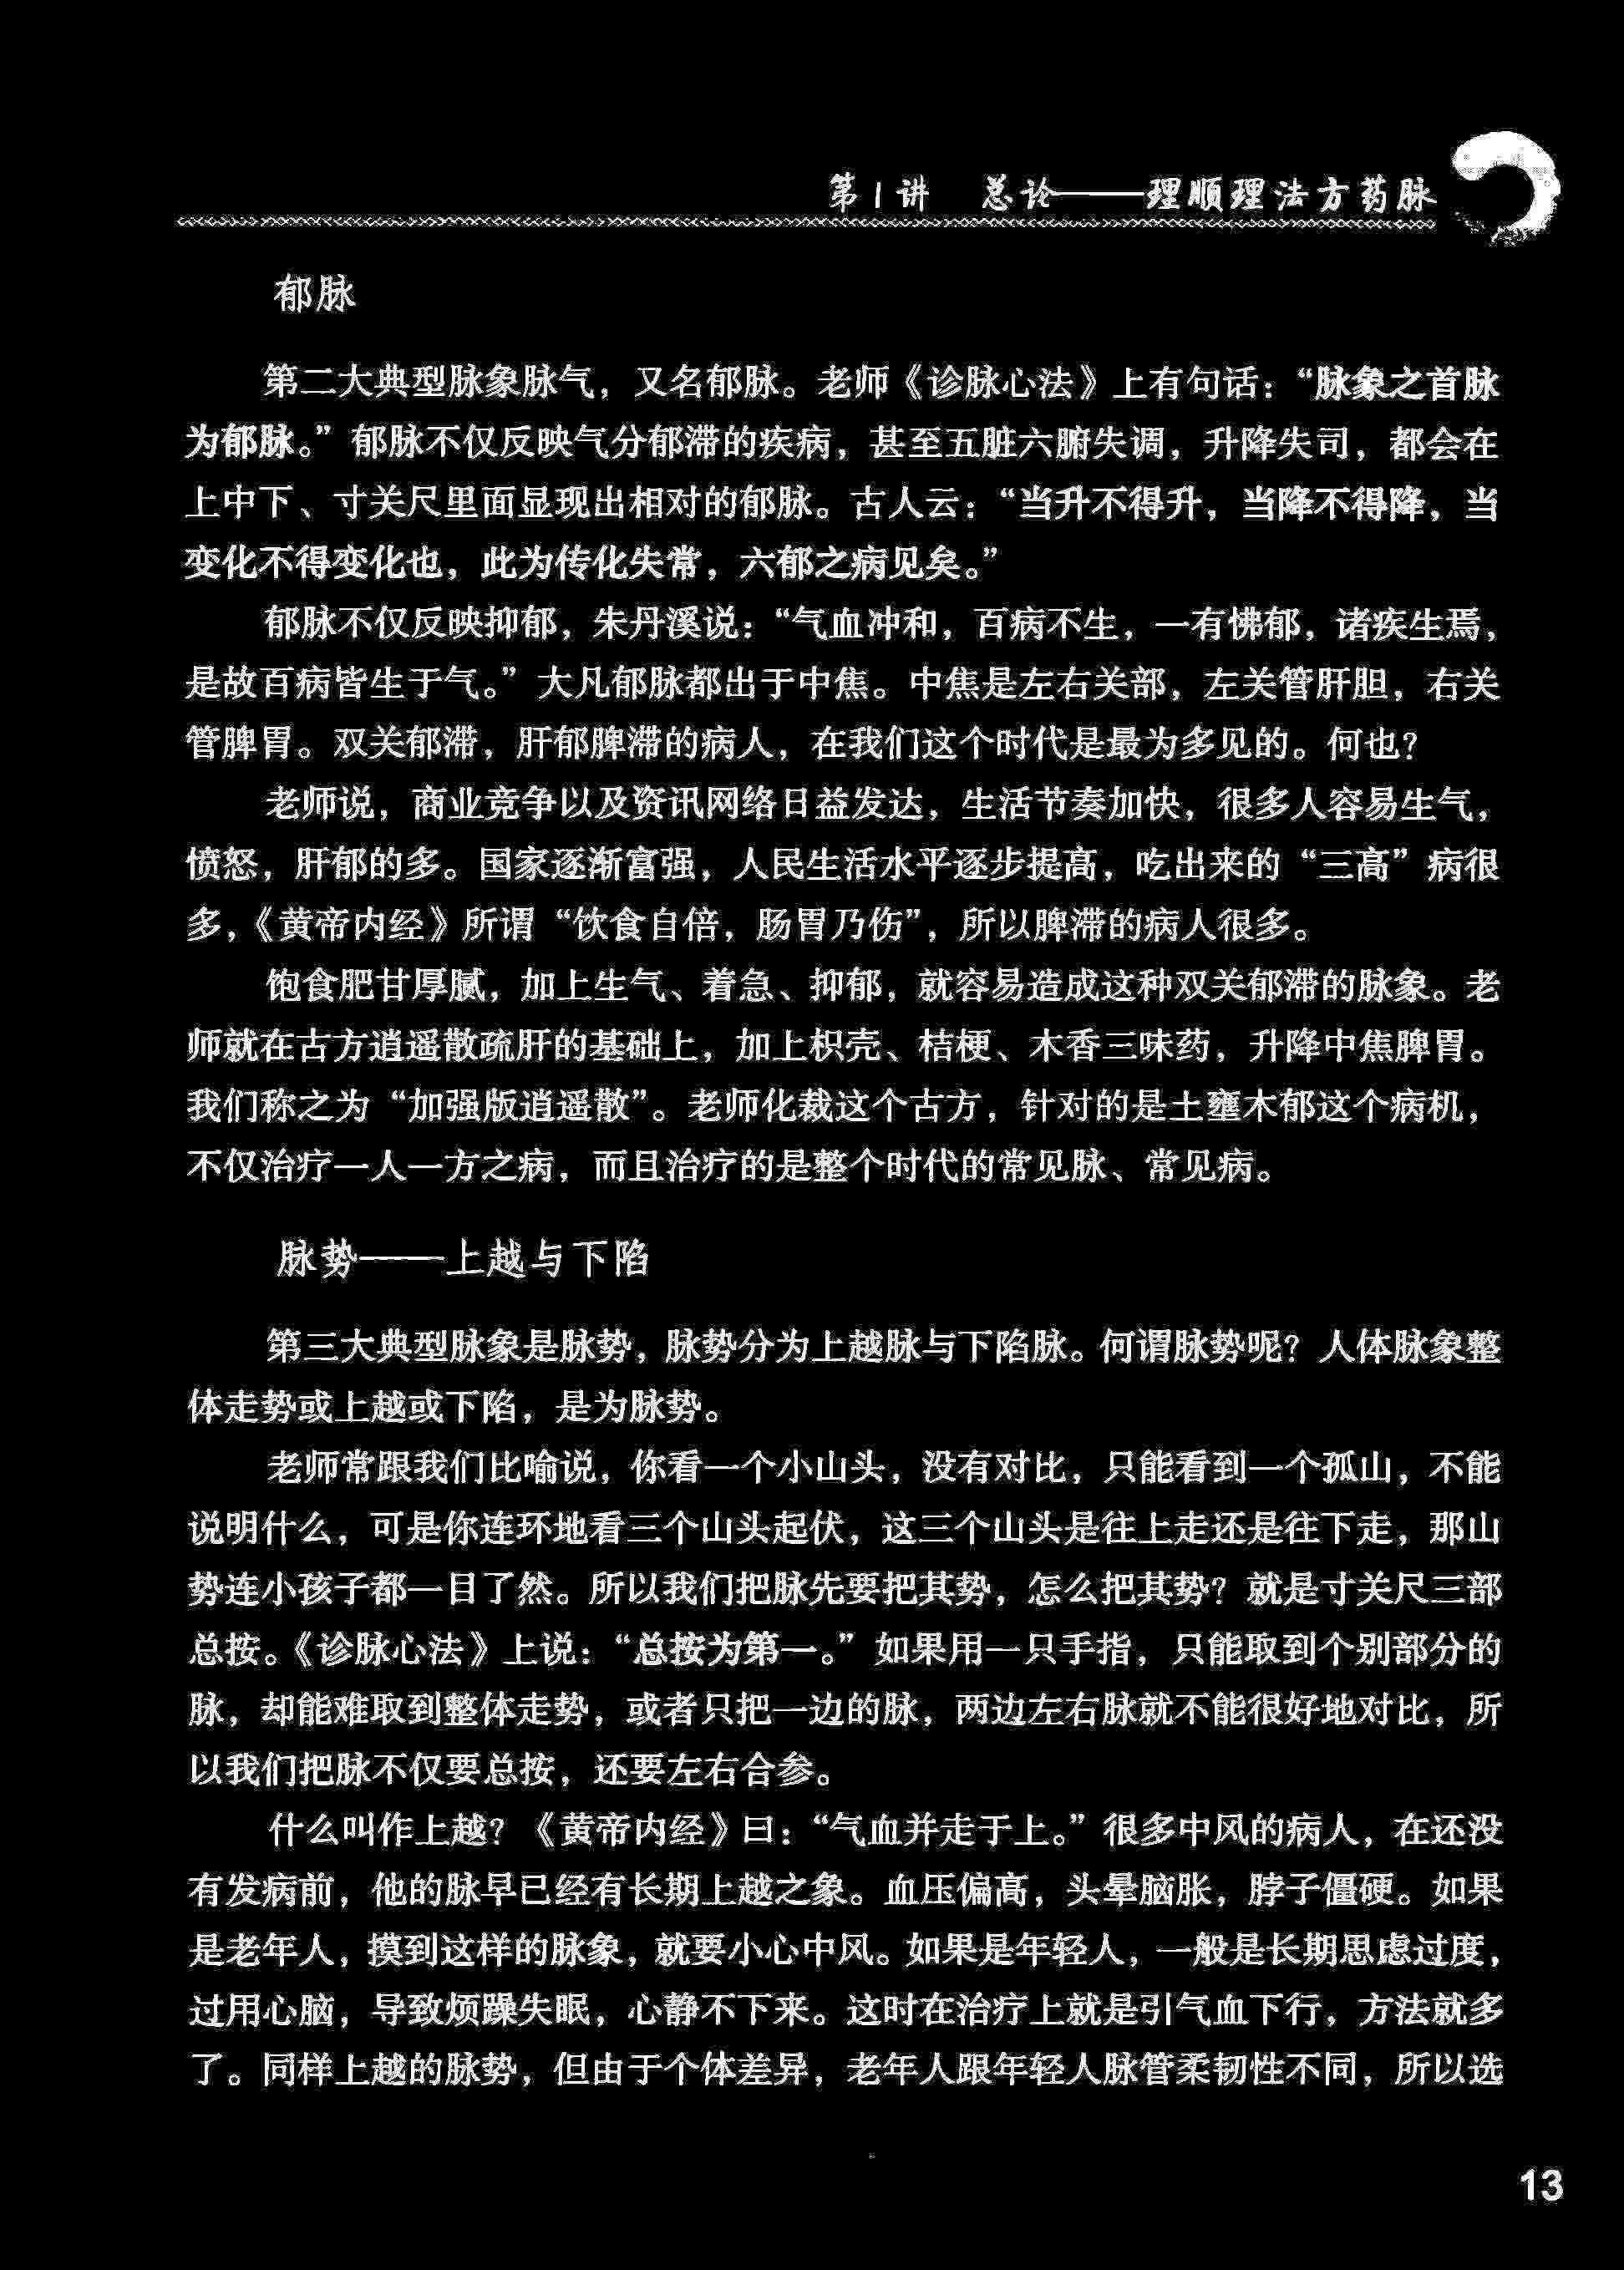 第1讲 总论——理顺理法方药脉
郁脉
第二大典型脉象脉气，又名郁脉。老师《诊脉心法》上有句话：“脉象之首脉
为郁脉。”郁脉不仅反映气分郁滞的疾病，甚至五脏六腑失调，升降失司，都会在
上中下、寸关尺里面显现出相对的郁脉。古人云：“当升不得升，当降不得降，当
变化不得变化也，此为传化失常，六郁之病见矣。”
郁脉不仅反映抑郁，朱丹溪说：“气血冲和，百病不生，一有怫郁，诸疾生焉，
是故百病皆生于气。”大凡郁脉都出于中焦。中焦是左右关部，左关管肝胆，右关
管脾胃。双关郁滞，肝郁脾滞的病人，在我们这个时代是最为多见的。何也？
老师说，商业竞争以及资讯网络日益发达，生活节奏加快，很多人容易生气，
愤怒，肝郁的多。国家逐渐富强，人民生活水平逐步提高，吃出来的“三高”病很
多，《黄帝内经》所谓“饮食自倍，肠胃乃伤”，所以脾滞的病人很多。
饱食肥甘厚腻，加上生气、着急、抑郁，就容易造成这种双关郁滞的脉象。老
师就在古方逍遥散疏肝的基础上，加上枳壳、桔梗、木香三味药，升降中焦脾胃。
我们称之为“加强版逍遥散”。老师化裁这个古方，针对的是土壅木郁这个病机，
不仅治疗一人一方之病，而且治疗的是整个时代的常见脉、常见病。
脉势——上越与下陷
第三大典型脉象是脉势，脉势分为上越脉与下陷脉。何谓脉势呢？人体脉象整
体走势或上越或下陷，是为脉势。
老师常跟我们比喻说，你看一个小山头，没有对比，只能看到一个孤山，不能
说明什么，可是你连环地看三个山头起伏，这三个山头是往上走还是往下走，那山
势连小孩子都一目了然。所以我们把脉先要把其势，怎么把其势？就是寸关尺三部
总按。《诊脉心法》上说：“总按为第一。”如果用一只手指，只能取到个别部分的
脉，却能难取到整体走势，或者只把一边的脉，两边左右脉就不能很好地对比，所
以我们把脉不仅要总按，还要左右合参。
什么叫作上越？《黄帝内经》曰：“气血并走于上。”很多中风的病人，在还没
有发病前，他的脉早已经有长期上越之象。血压偏高，头晕脑胀，脖子僵硬。如果
是老年人，摸到这样的脉象，就要小心中风。如果是年轻人，一般是长期思虑过度，
过用心脑，导致烦躁失眠，心静不下来。这时在治疗上就是引气血下行，方法就多
了。同样上越的脉势，但由于个体差异，老年人跟年轻人脉管柔韧性不同，所以选
13